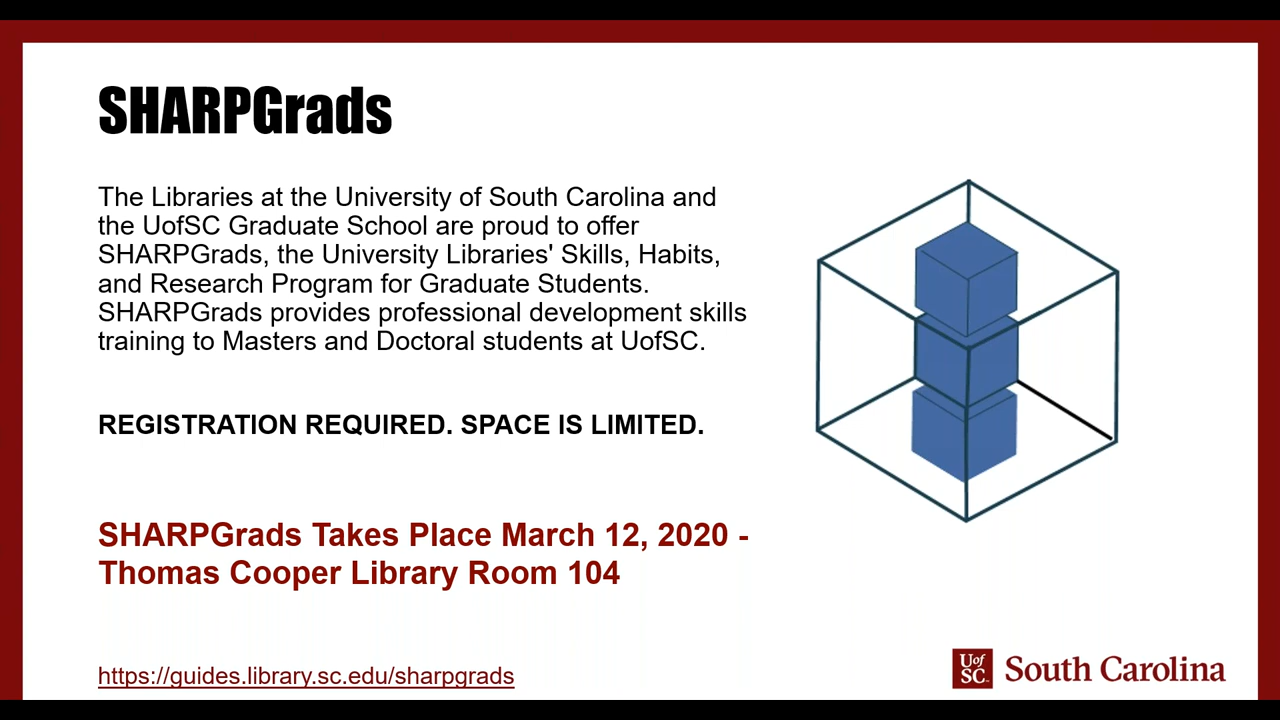 SHARPGrads
The Libraries at the University of South Carolina and
the UofSC Graduate School are proud to offer
SHARPGrads, the University Libraries' Skills, Habits,
and Research Program for Graduate Students.
SHARPGrads provides professional development skills
training to Masters and Doctoral students at UofSC.
REGISTRATION REQUIRED. SPACE IS LIMITED.
SHARPGrads Takes Place March 12, 2020 -
Thomas Cooper Library Room 104
https://guides.library.sc.edu/sharpgrads
UofSC South Carolina